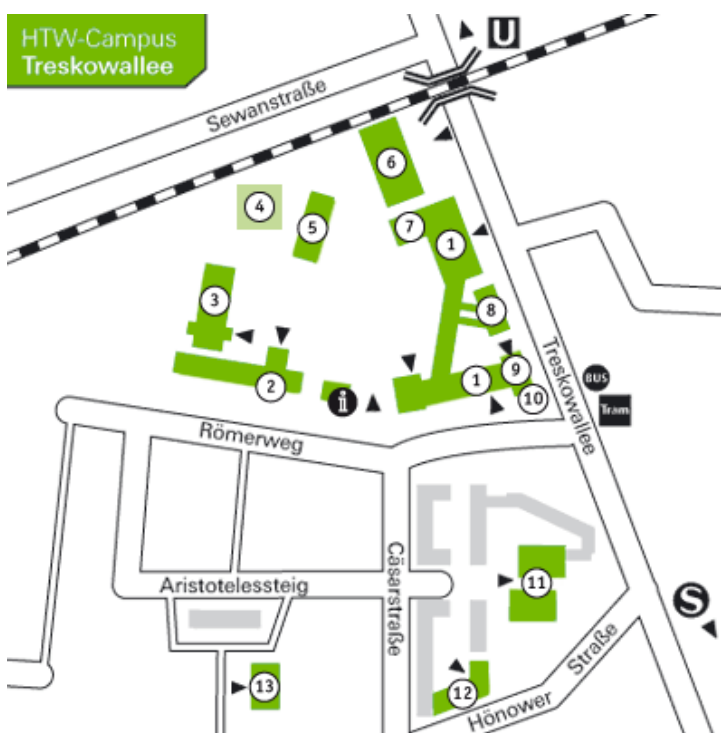 HTW-Campus
Treskowallee
U
Sewanstraße
6
4
5
7
1
3
8
Treskowallee
9
BUS
1
2
10
i
Tram
Römerweg
Cäsarstraße
11
Aristotelessteig
S
Hönower Straße
13
12